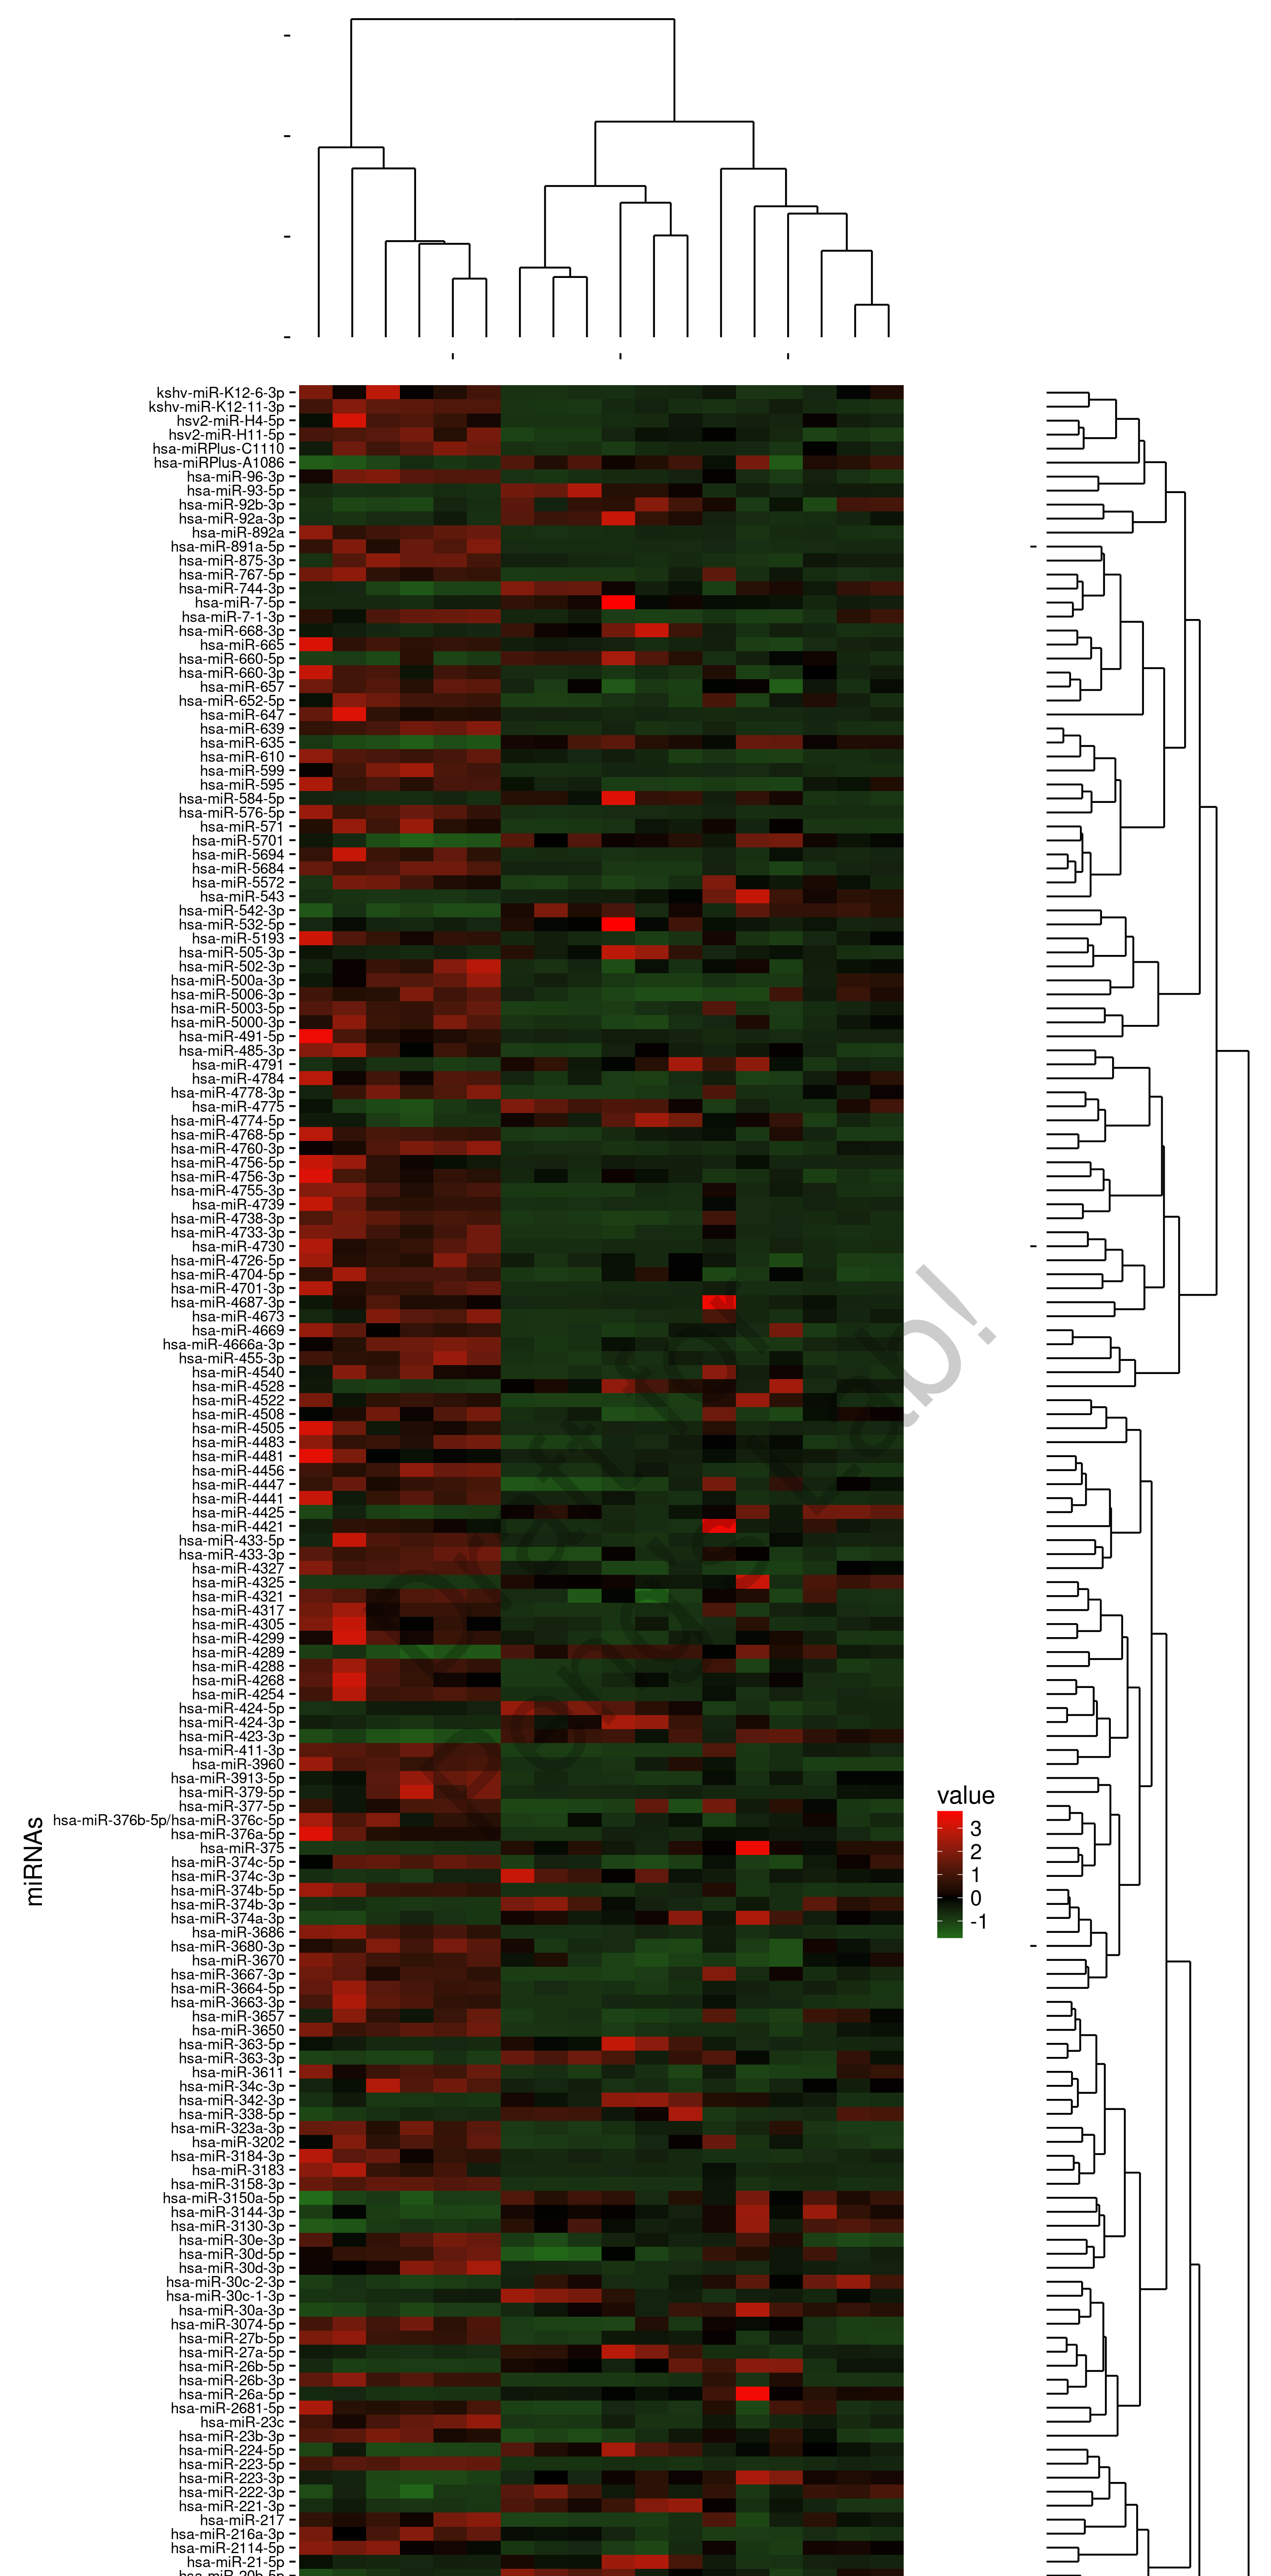 kshv-miR-K12-6-3p
kshv-miR-K12-11-3p
hsv2-miR-H4-5p
hsv2-miR-H11-5p
hsa-miRPlus-C1110
hsa-miRPlus-A1086
hsa-miR-96-3p
hsa-miR-93-5p
hsa-miR-92b-3p
hsa-miR-92a-3p
hsa-miR-892a
hsa-miR-891a-5p
hsa-miR-875-3p
hsa-miR-767-5p
hsa-miR-744-3p
hsa-miR-7-5p
hsa-miR-7-1-3p
hsa-miR-668-3p
hsa-miR-665
hsa-miR-660-5p
hsa-miR-660-3p
hsa-miR-657
hsa-miR-652-5p
hsa-miR-647
hsa-miR-639
hsa-miR-635
hsa-miR-610
hsa-miR-599
hsa-miR-595
hsa-miR-584-5p
hsa-miR-576-5p
hsa-miR-571
hsa-miR-5701
hsa-miR-5694
hsa-miR-5684
hsa-miR-5572
hsa-miR-543
hsa-miR-542-3p
hsa-miR-532-5p
hsa-miR-5193
hsa-miR-505-3p
hsa-miR-502-3p
hsa-miR-500a-3p
hsa-miR-5006-3p
hsa-miR-5003-5p
hsa-miR-5000-3p
hsa-miR-491-5p
hsa-miR-485-3p
hsa-miR-4791
hsa-miR-4784
hsa-miR-4778-3p
hsa-miR-4775
hsa-miR-4774-5p
hsa-miR-4768-5p
hsa-miR-4760-3p
hsa-miR-4756-5p
hsa-miR-4756-3p
hsa-miR-4755-3p
hsa-miR-4739
hsa-miR-4738-3p
hsa-miR-4733-3p
hsa-miR-4730
hsa-miR-4726-5p
hsa-miR-4704-5p
hsa-miR-4701-3p
hsa-miR-4687-3p
hsa-miR-4673
hsa-miR-4669
hsa-miR-4666a-3p
hsa-miR-455-3p
hsa-miR-4540
hsa-miR-4528
hsa-miR-4522
hsa-miR-4508
hsa-miR-4505
hsa-miR-4483
hsa-miR-4481
hsa-miR-4456
hsa-miR-4447
hsa-miR-4441
hsa-miR-4425
hsa-miR-4421
hsa-miR-433-5p
hsa-miR-433-3p
hsa-miR-4327
hsa-miR-4325
hsa-miR-4321
hsa-miR-4317
hsa-miR-4305
hsa-miR-4299
hsa-miR-4289
hsa-miR-4288
hsa-miR-4268
hsa-miR-4254
hsa-miR-424-5p
hsa-miR-424-3p
hsa-miR-423-3p
hsa-miR-411-3p
hsa-miR-3960
hsa-miR-3913-5p
hsa-miR-379-5p
hsa-miR-377-5p
hsa-miR-376b-5p/hsa-miR-376c-5p
hsa-miR-376a-5p
hsa-miR-375
hsa-miR-374c-5p
hsa-miR-374c-3p
hsa-miR-374b-5p
hsa-miR-374b-3p
hsa-miR-374a-3p
hsa-miR-3686
hsa-miR-3680-3p
hsa-miR-3670
hsa-miR-3667-3p
hsa-miR-3664-5p
hsa-miR-3663-3p
hsa-miR-3657
hsa-miR-3650
hsa-miR-363-5p
hsa-miR-363-3p
hsa-miR-3611
hsa-miR-34c-3p
hsa-miR-342-3p
hsa-miR-338-5p
hsa-miR-323a-3p
hsa-miR-3202
hsa-miR-3184-3p
hsa-miR-3183
hsa-miR-3158-3p
hsa-miR-3150a-5p
hsa-miR-3144-3p
hsa-miR-3130-3p
hsa-miR-30e-3p
hsa-miR-30d-5p
hsa-miR-30d-3p
hsa-miR-30c-2-3p
hsa-miR-30c-1-3p
hsa-miR-30a-3p
hsa-miR-3074-5p
hsa-miR-27b-5p
hsa-miR-27a-5p
hsa-miR-26b-5p
hsa-miR-26b-3p
hsa-miR-26a-5p
hsa-miR-2681-5p
hsa-miR-23c
hsa-miR-23b-3p
hsa-miR-224-5p
hsa-miR-223-5p
hsa-miR-223-3p
hsa-miR-222-3p
hsa-miR-221-3p
hsa-miR-217
hsa-miR-216a-3p
hsa-miR-2114-5p
hsa-miR-21-5p
hsa-miR-20b-5p
miRNAs
Draft for
Peng's Lab!
value
3
2
1
0
-1